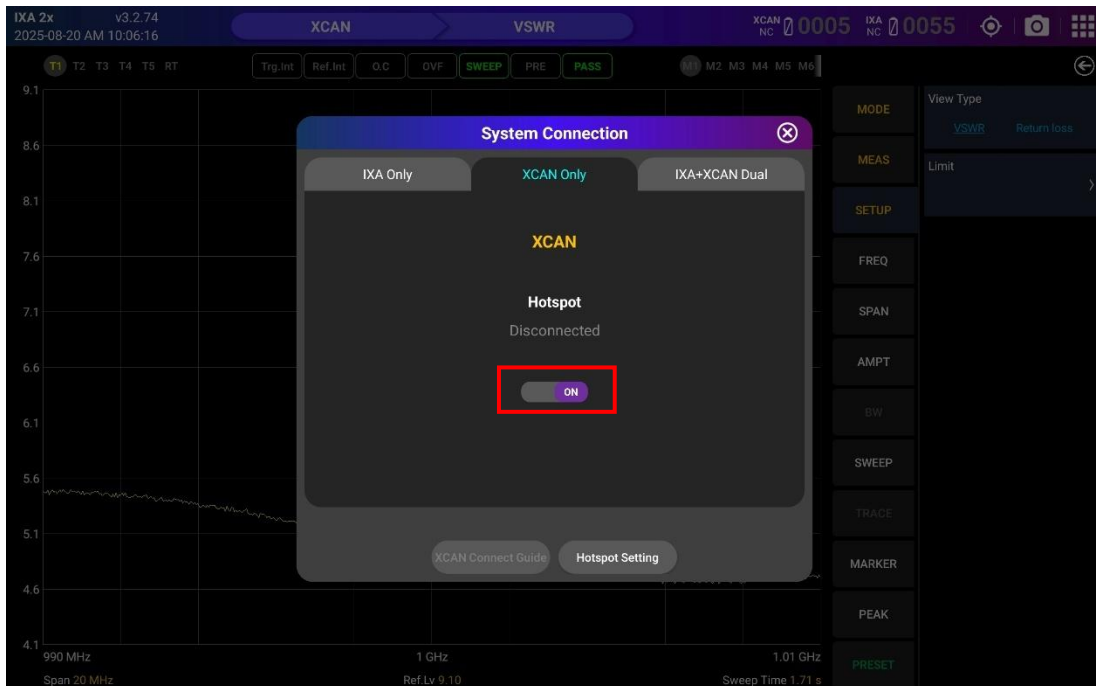 IXA 2x v3.2.74
2025-08-20 AM 10:06:16
XCAN VSWR
XCAN NC 0005 IXA NC 0055
T1 T2 T3 T4 T5 RT
Trg.Int Ref.Int O.C OVF SWEEP PRE PASS
M1 M2 M3 M4 M5 M6
System Connection
IXA Only XCAN Only IXA+XCAN Dual
XCAN
Hotspot
Disconnected
ON
XCAN Connect Guide Hotspot Setting
9.1
8.6
8.1
7.6
7.1
6.6
6.1
5.6
5.1
4.6
4.1
990 MHz 1 GHz 1.01 GHz
Span 20 MHz Ref.Lv 9.10 Sweep Time 1.71 s
MODE
MEAS
SETUP
FREQ
SPAN
AMPT
BW
SWEEP
TRACE
MARKER
PEAK
PRESET
View Type
VSWR Return loss
Limit